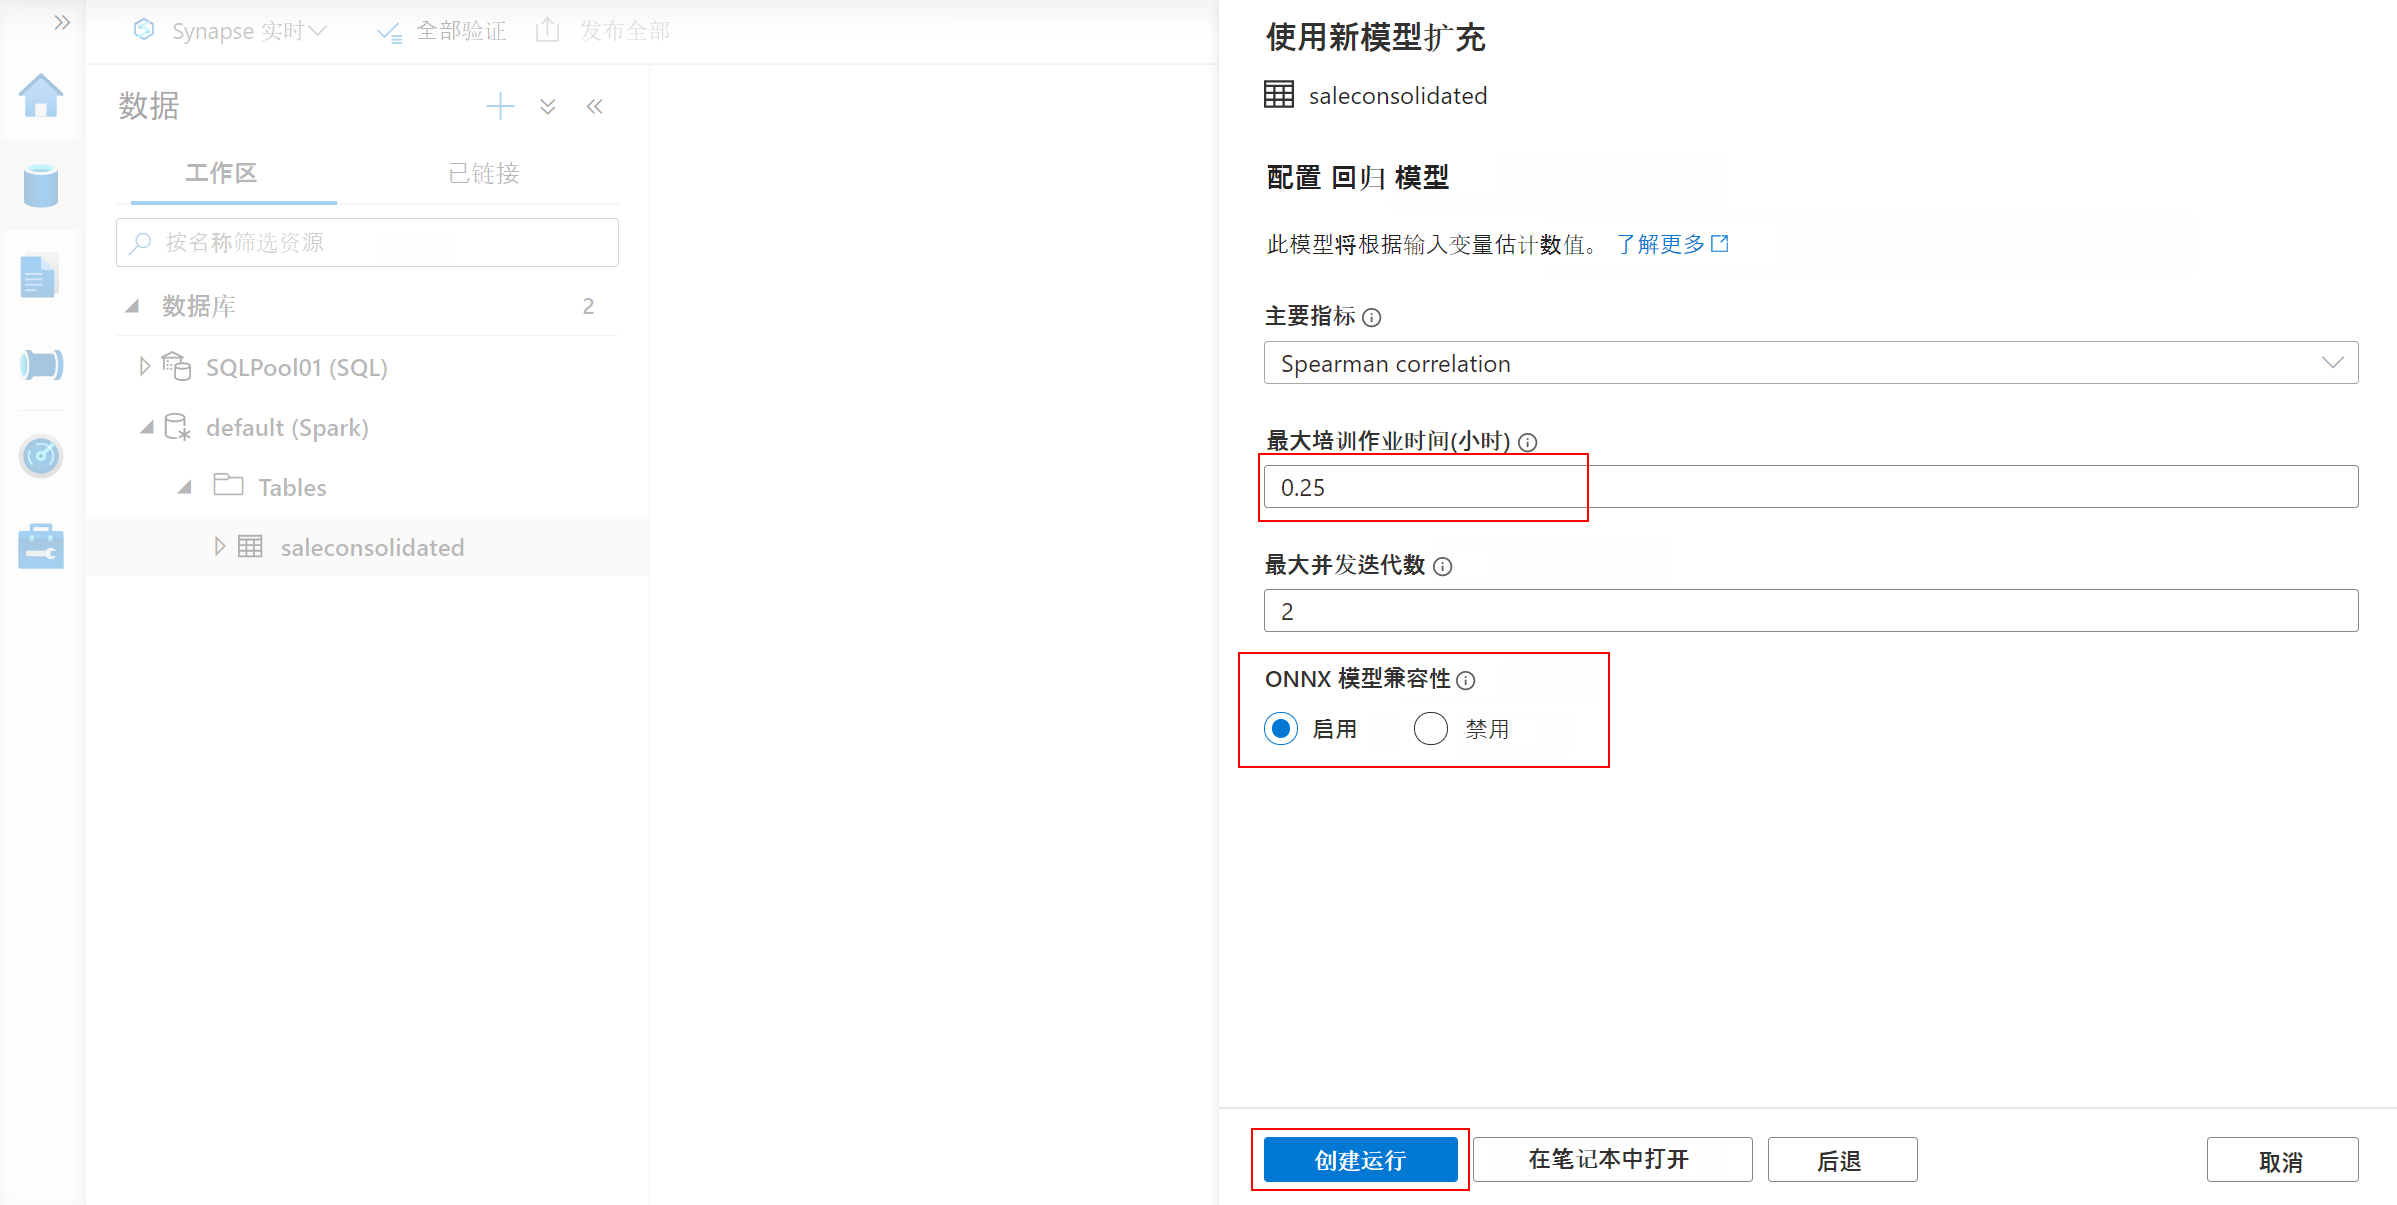 Synapse 实时
全部验证
发布全部
数据
工作区
已链接
按名称筛选资源
数据库
2
SQLPool01 (SQL)
default (Spark)
Tables
saleconsolidated
使用新模型扩充
saleconsolidated
配置 回归 模型
此模型将根据输入变量估计数值。 了解更多
主要指标
Spearman correlation
最大培训作业时间(小时)
0.25
最大并发迭代数
2
ONNX 模型兼容性
启用
禁用
创建运行
在笔记本中打开
后退
取消